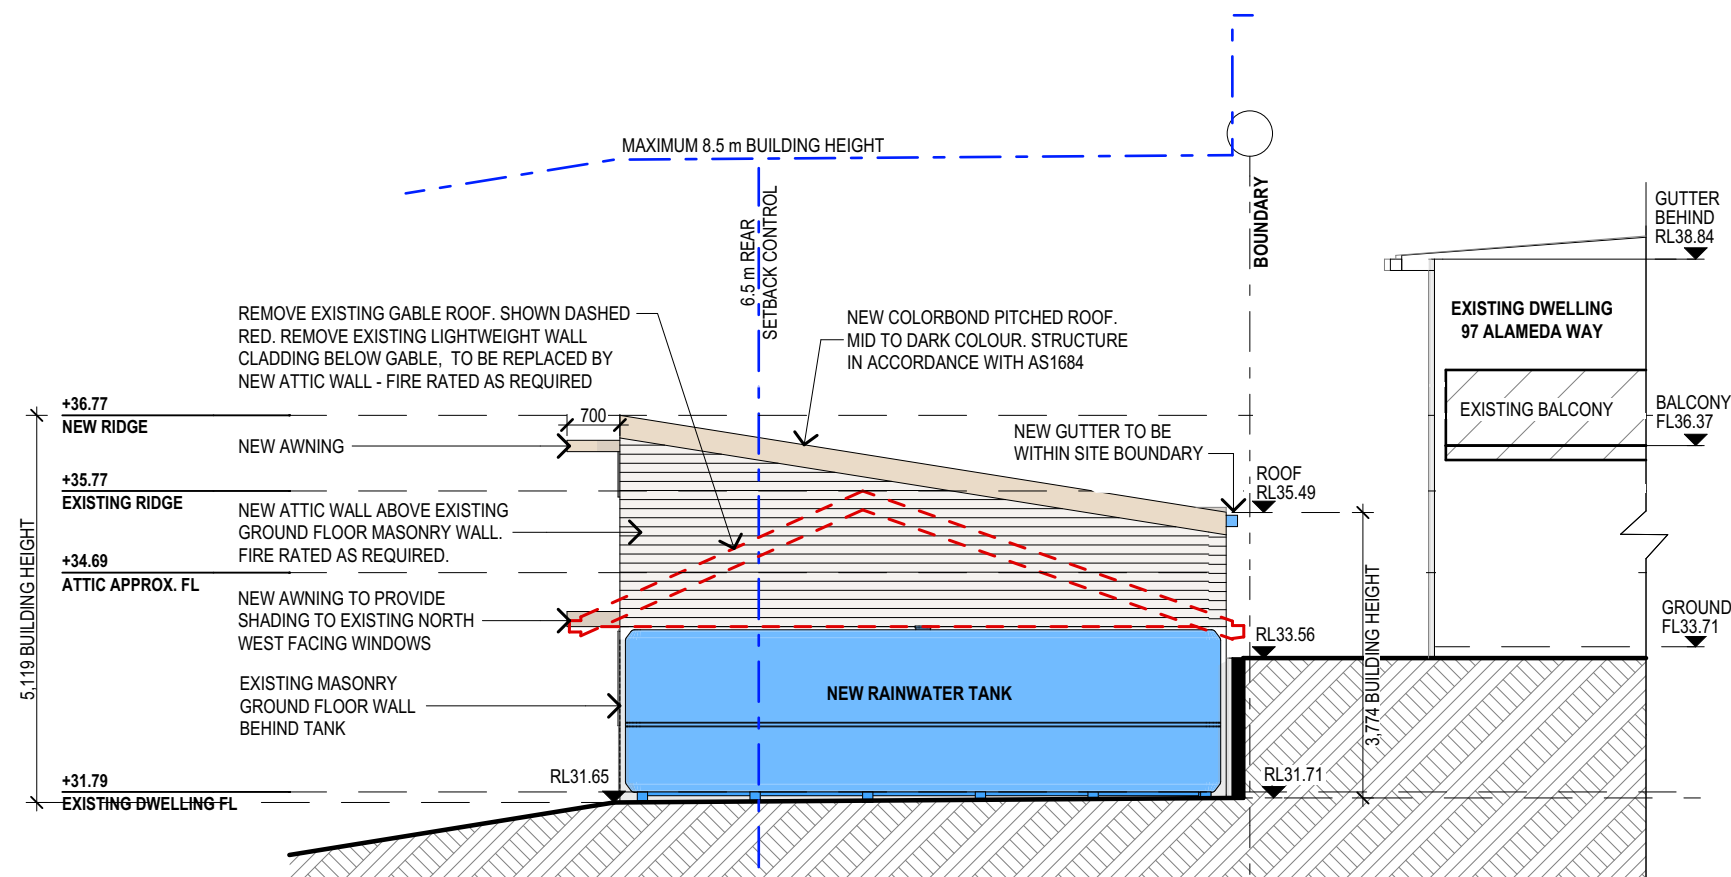 MAXIMUM 8.5 m BUILDING HEIGHT
6.5 m REAR
SETBACK CONTROL
BOUNDARY
GUTTER
BEHIND
RL38.84
EXISTING DWELLING
97 ALAMEDA WAY
EXISTING BALCONY
BALCONY
FL36.37
GROUND
FL33.71
REMOVE EXISTING GABLE ROOF. SHOWN DASHED
RED. REMOVE EXISTING LIGHTWEIGHT WALL
CLADDING BELOW GABLE, TO BE REPLACED BY
NEW ATTIC WALL - FIRE RATED AS REQUIRED
NEW COLORBOND PITCHED ROOF.
MID TO DARK COLOUR. STRUCTURE
IN ACCORDANCE WITH AS1684
NEW GUTTER TO BE
WITHIN SITE BOUNDARY
ROOF
RL35.49
+36.77
NEW RIDGE
700
NEW AWNING
+35.77
EXISTING RIDGE
NEW ATTIC WALL ABOVE EXISTING
GROUND FLOOR MASONRY WALL.
FIRE RATED AS REQUIRED.
+34.69
ATTIC APPROX. FL
NEW AWNING TO PROVIDE
SHADING TO EXISTING NORTH
WEST FACING WINDOWS
RL33.56
EXISTING MASONRY
GROUND FLOOR WALL
BEHIND TANK
NEW RAINWATER TANK
5,119 BUILDING HEIGHT
3,774 BUILDING HEIGHT
+31.79
EXISTING DWELLING FL
RL31.65
RL31.71